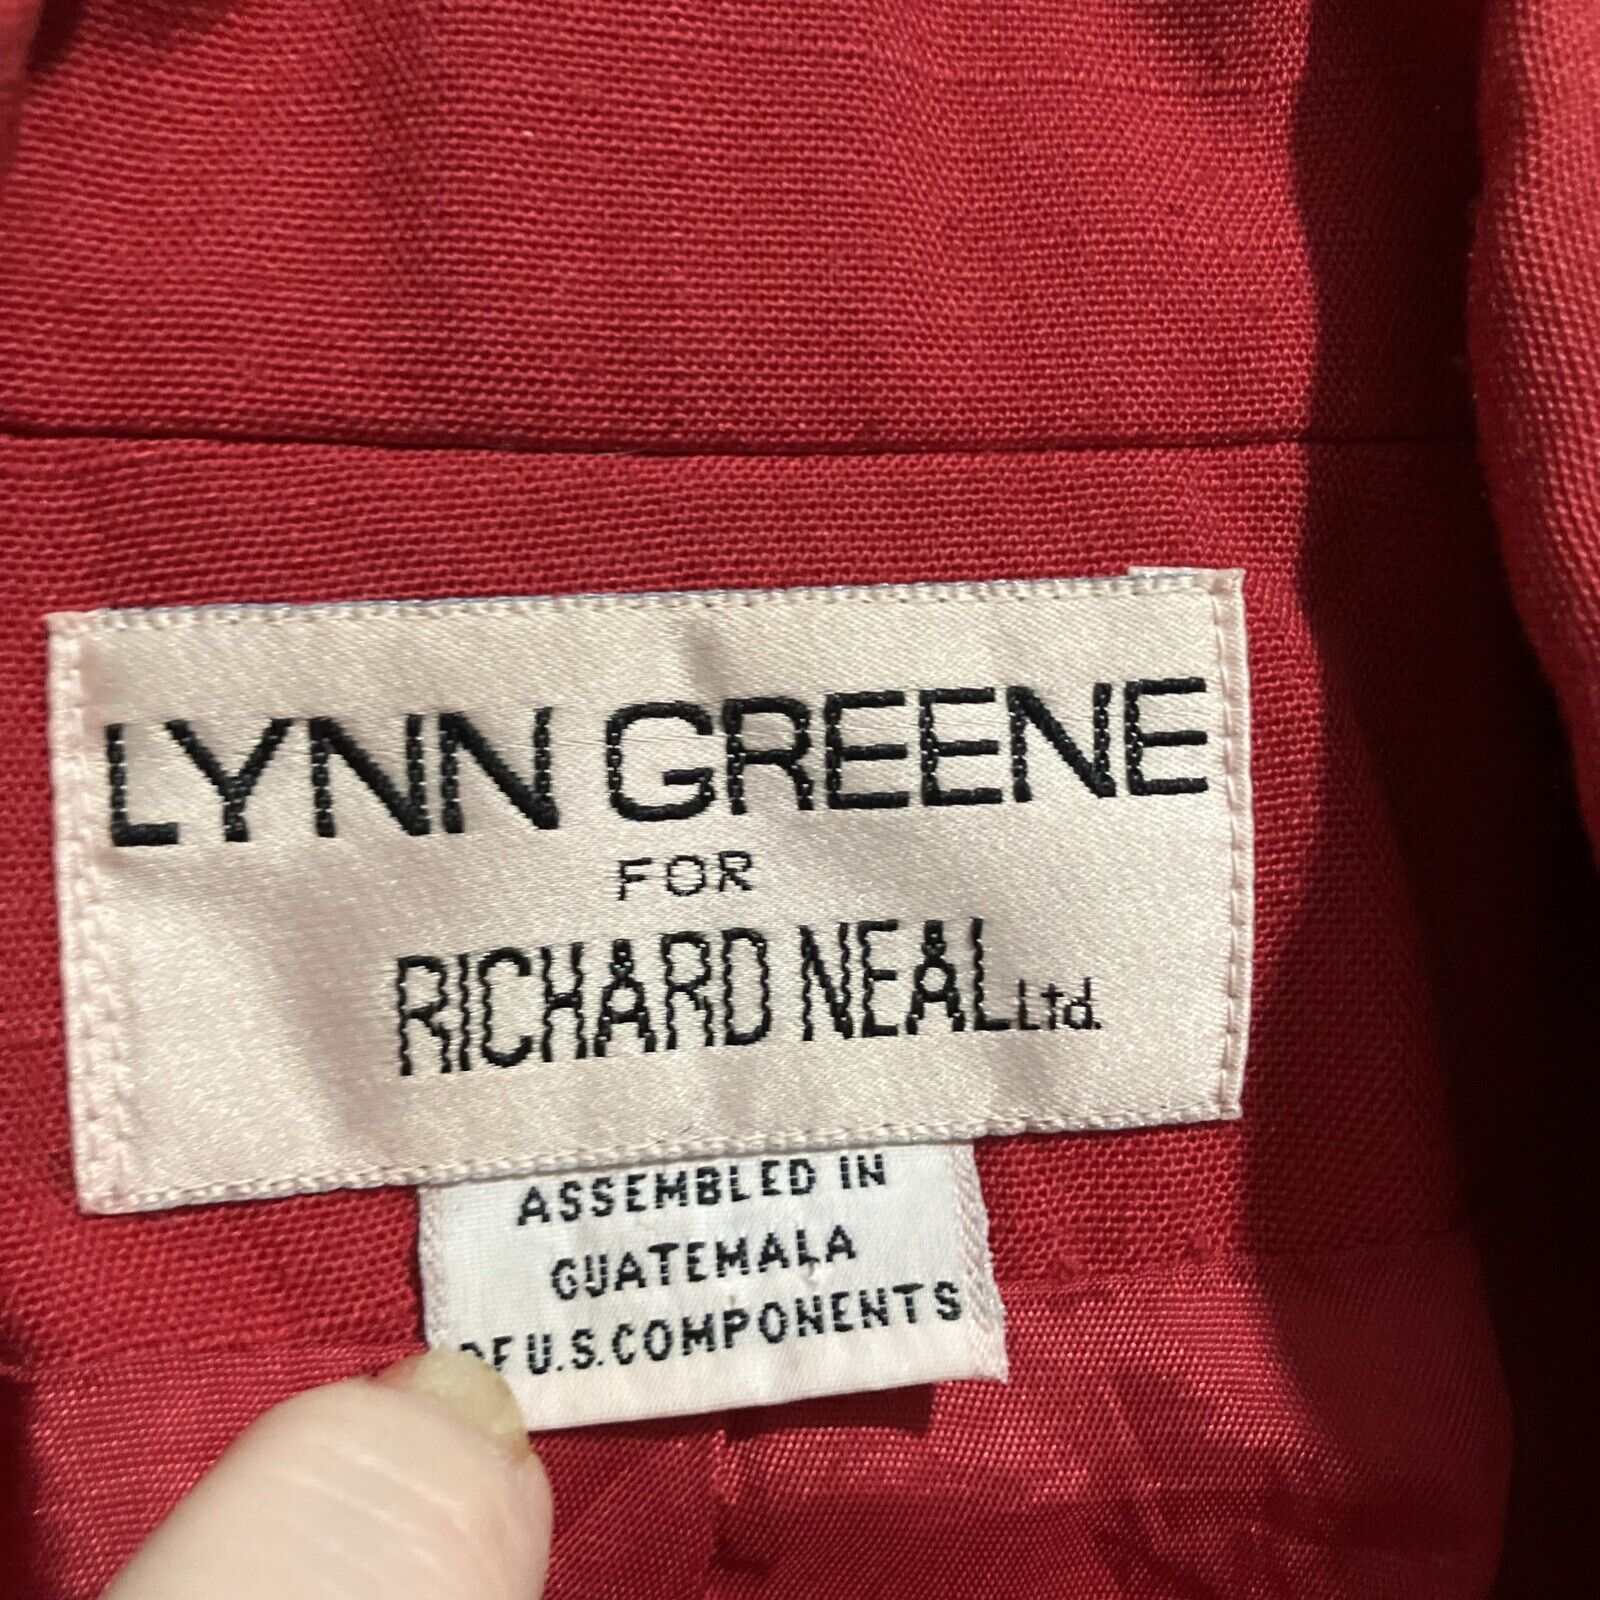 LYNN GREENE
FOR
RICHARD NEAL Ltd.
ASSEMBLED IN
GUATEMALA
OF U.S. COMPONENTS